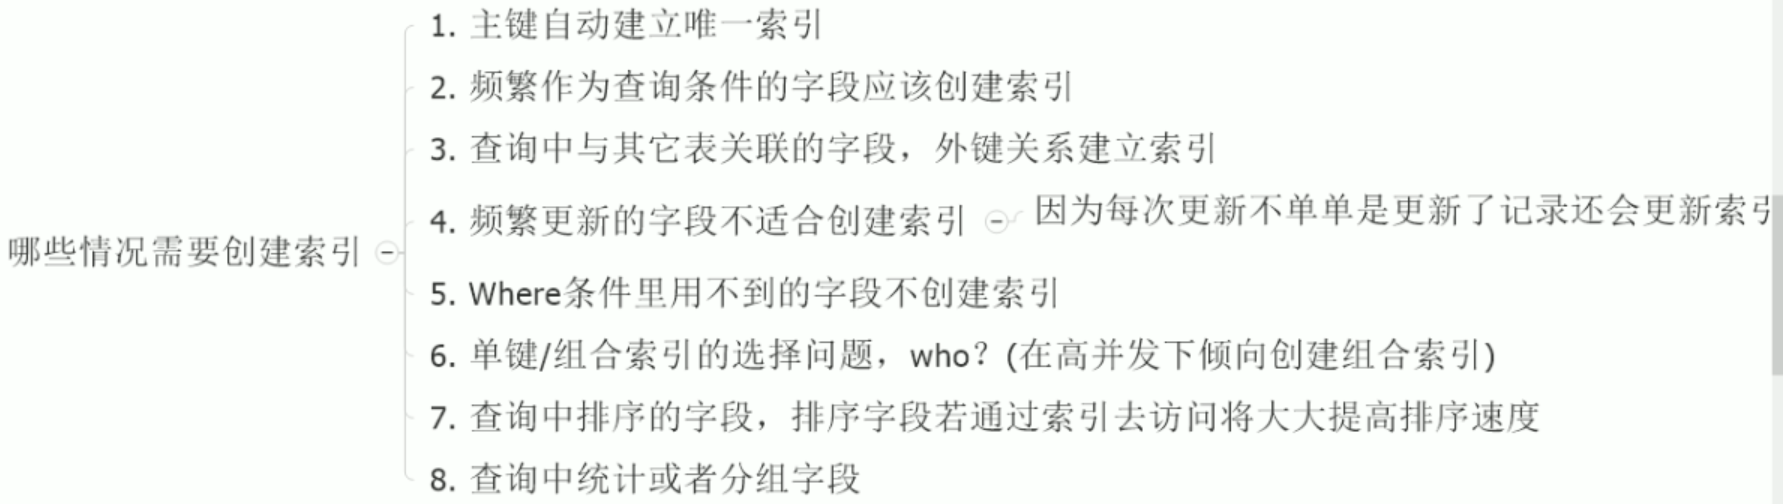 哪些情况需要创建索引
1. 主键自动建立唯一索引
2. 频繁作为查询条件的字段应该创建索引
3. 查询中与其它表关联的字段，外键关系建立索引
4. 频繁更新的字段不适合创建索引
因为每次更新不单单是更新了记录还会更新索引
5. Where条件里用不到的字段不创建索引
6. 单键/组合索引的选择问题，who？(在高并发下倾向创建组合索引)
7. 查询中排序的字段，排序字段若通过索引去访问将大大提高排序速度
8. 查询中统计或者分组字段